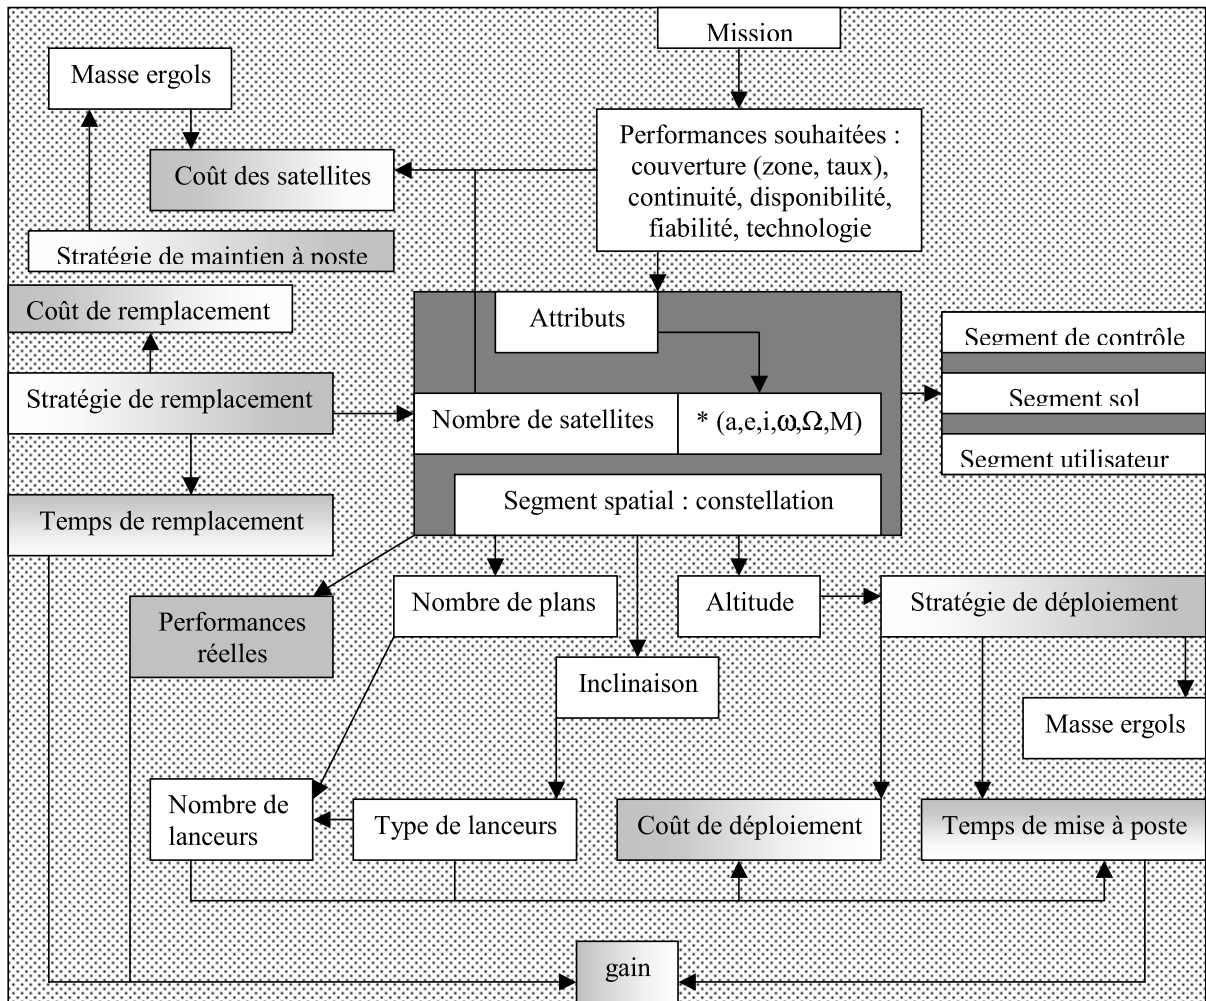 Mission
Masse ergols
Performances souhaitées :
couverture (zone, taux),
continuité, disponibilité,
fiabilité, technologie
Coût des satellites
Stratégie de maintien à poste
Coût de remplacement
Attributs
Segment de contrôle
Stratégie de remplacement
Segment sol
Nombre de satellites
* (a,e,i,ω,Ω,M)
Segment utilisateur
Segment spatial : constellation
Temps de remplacement
Nombre de plans
Altitude
Stratégie de déploiement
Performances
réelles
Inclinaison
Masse ergols
Nombre de
lanceurs
Type de lanceurs
Coût de déploiement
Temps de mise à poste
gain